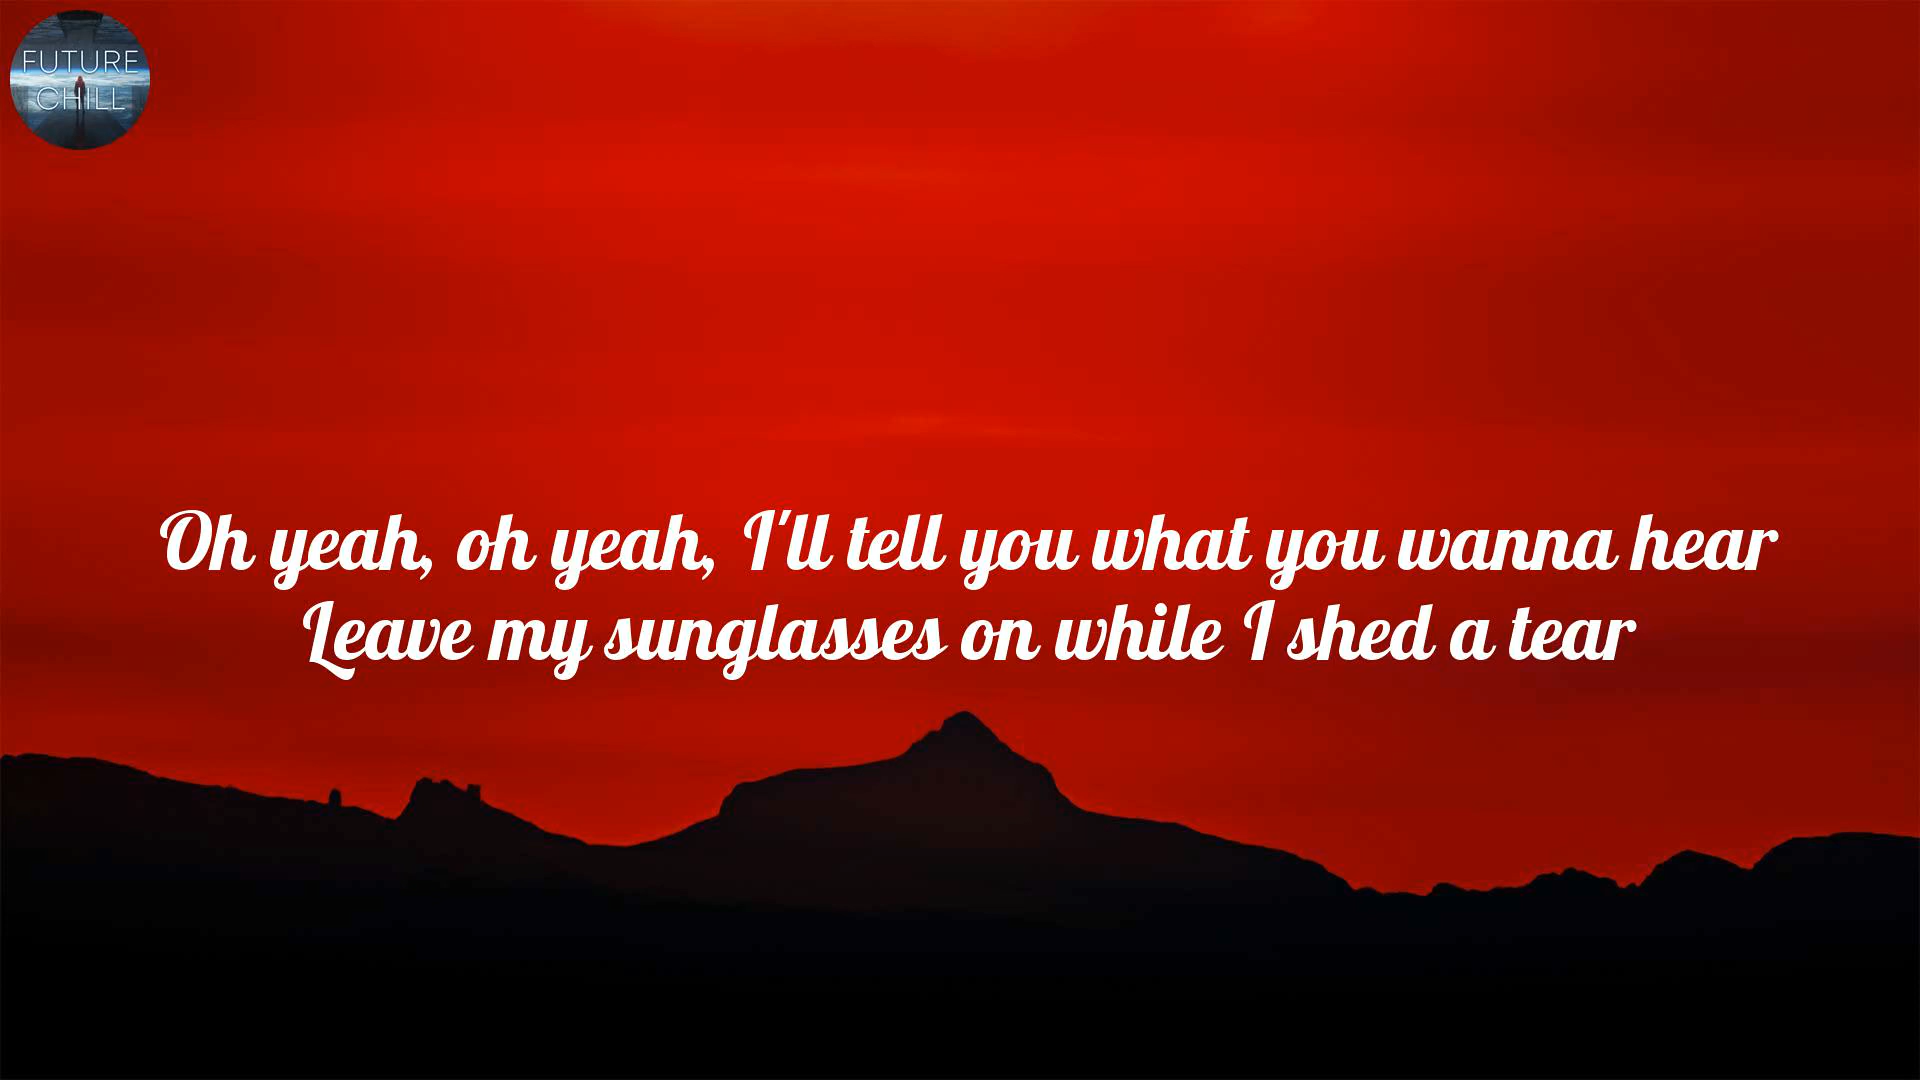 FUTURE
CHILL
Oh yeah, oh yeah, I'll tell you what you wanna hear
Leave my sunglasses on while I shed a tear